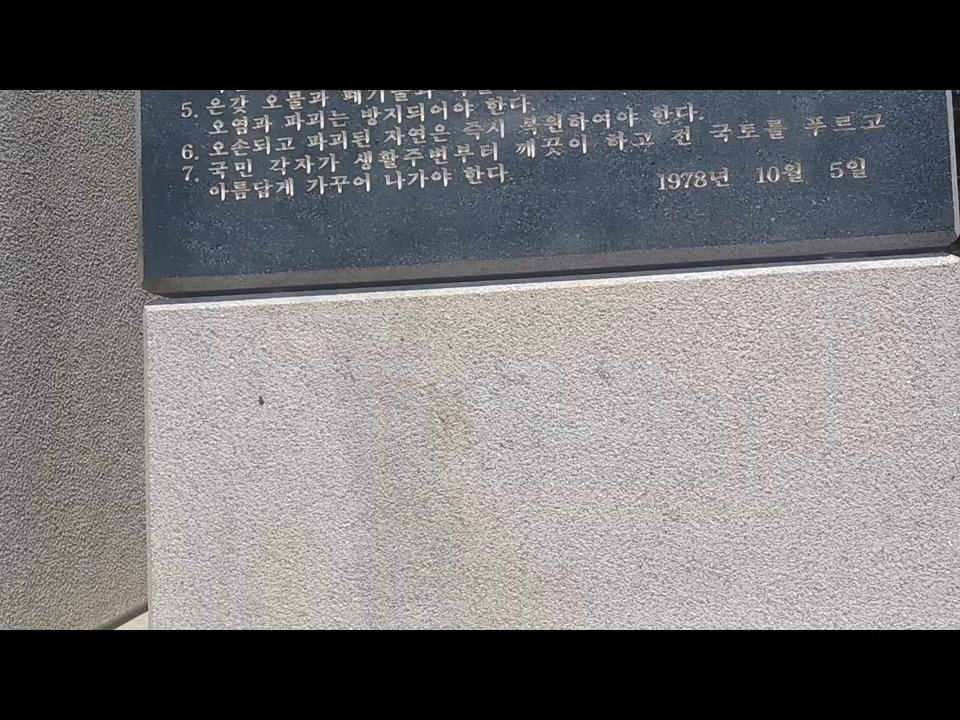 5. 온갖 오물과 폐기물과
오염과 파괴는 방지되어야 한다.
6. 오손되고 파괴된 자연은 즉시 복원하여야 한다.
7. 국민 각자가 생활주변부터 깨끗이 하고 전 국토를 푸르고
아름답게 가꾸어 나가야 한다.
1978년 10월 5일